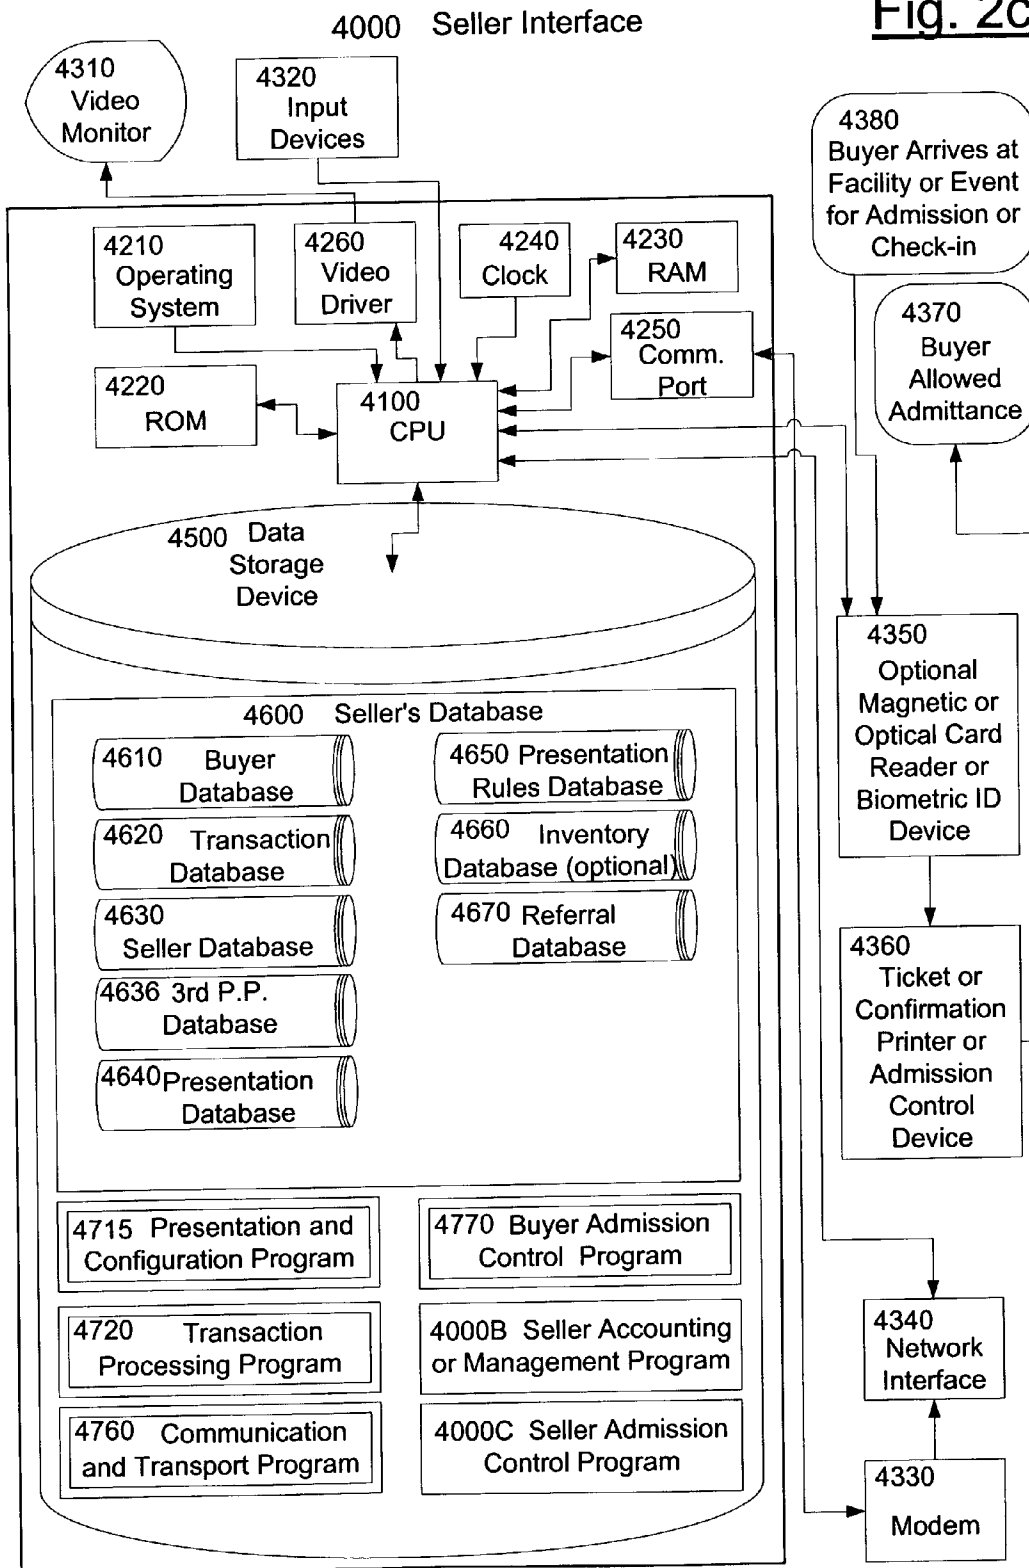 4000 Seller Interface
Fig. 2c
4310
Video
Monitor
4320
Input
Devices
4380
Buyer Arrives at
Facility or Event
for Admission or
Check-in
4210
Operating
System
4260
Video
Driver
4240
Clock
4230
RAM
4250
Comm.
Port
4370
Buyer
Allowed
Admittance
4220
ROM
4100
CPU
4500 Data
Storage
Device
4350
Optional
Magnetic or
Optical Card
Reader or
Biometric ID
Device
4600 Seller's Database
4610 Buyer
Database
4620 Transaction
Database
4630
Seller Database
4636 3rd P.P.
Database
4640 Presentation
Database
4650 Presentation
Rules Database
4660 Inventory
Database (optional)
4670 Referral
Database
4360
Ticket or
Confirmation
Printer or
Admission
Control
Device
4715 Presentation and
Configuration Program
4770 Buyer Admission
Control Program
4720 Transaction
Processing Program
4000B Seller Accounting
or Management Program
4760 Communication
and Transport Program
4000C Seller Admission
Control Program
4340
Network
Interface
4330
Modem